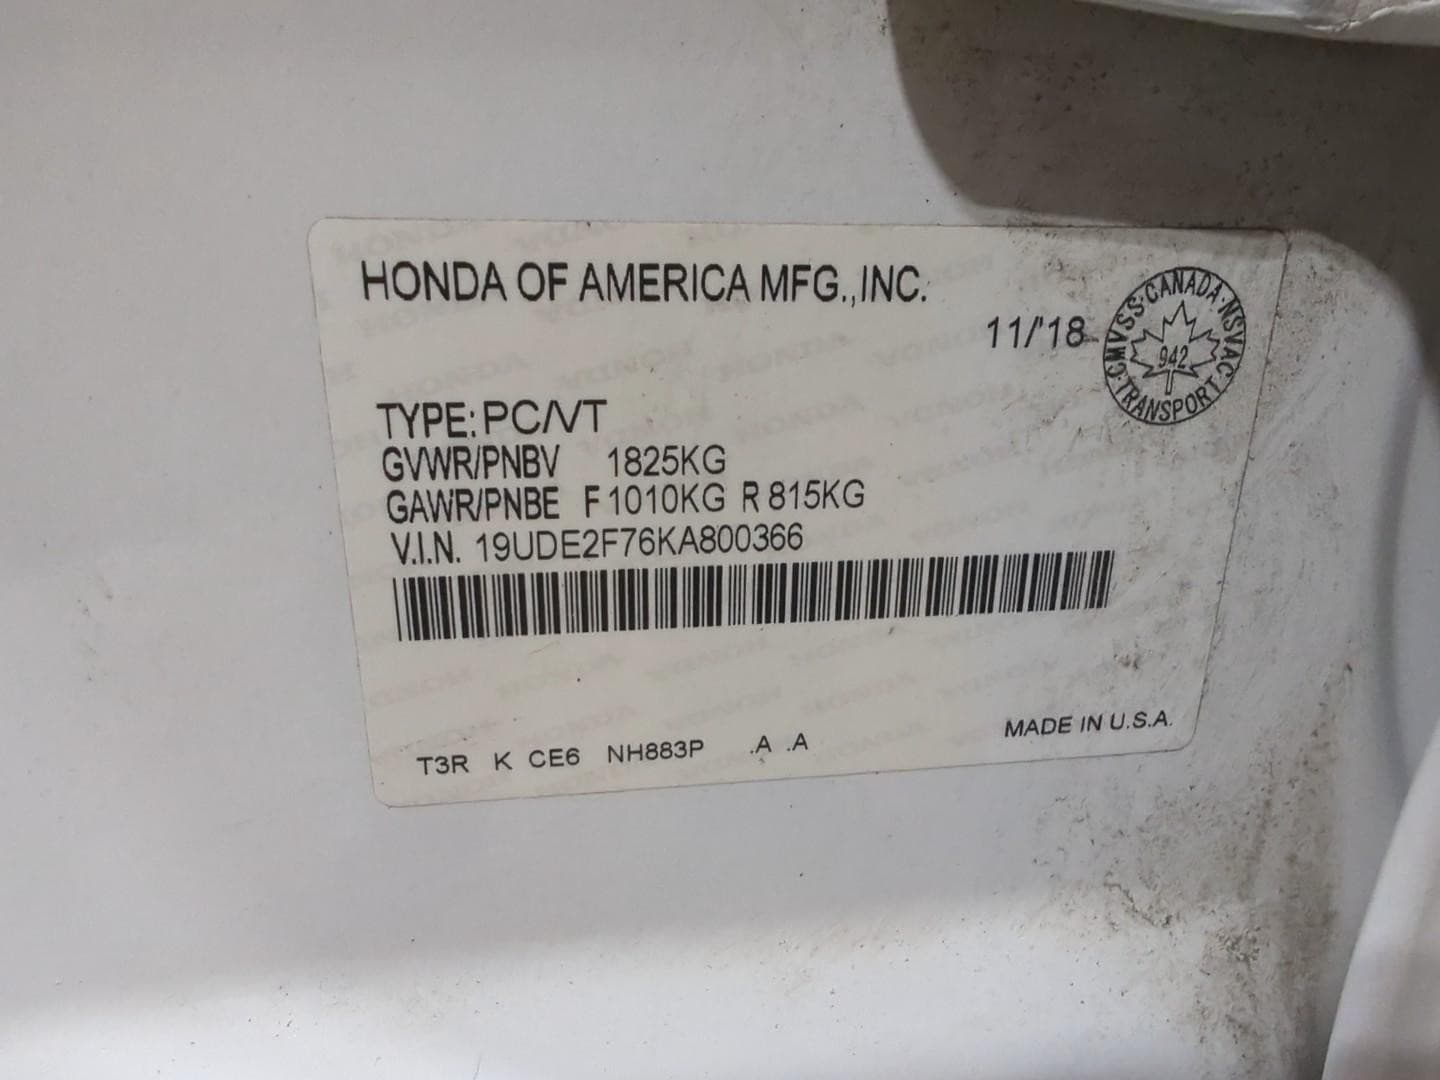 HONDA OF AMERICA MFG.,INC.
11/'18
CMVSS·CANADA·NSVAC·TRANSPORT
942
TYPE:PC/VT
GVWR/PNBV 1825KG
GAWR/PNBE F1010KG R815KG
V.I.N. 19UDE2F76KA800366
T3R K CE6 NH883P .A .A
MADE IN U.S.A.